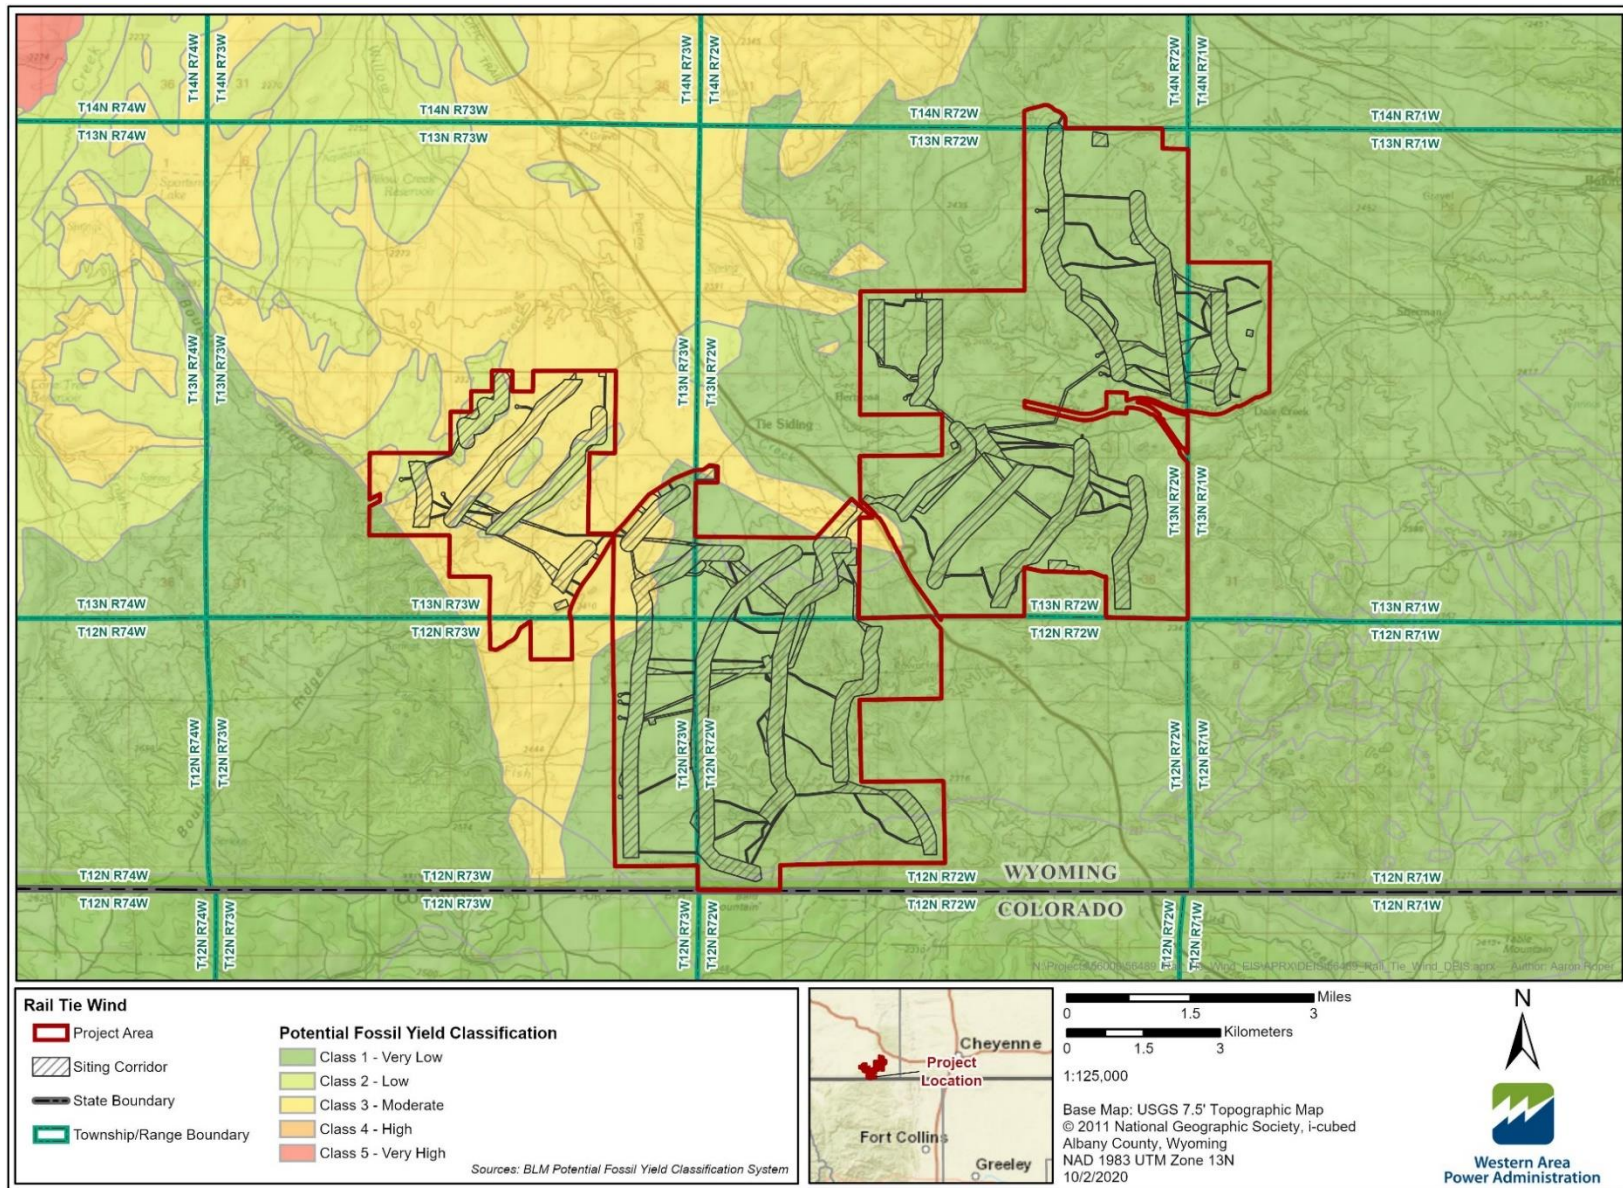 T14N R74W
T14N R73W
T14N R73W
T14N R72W
T14N R72W
T14N R71W
T14N R74W
T14N R73W
T14N R72W
T14N R71W
T13N R74W
T13N R73W
T13N R72W
T13N R71W
Tie Siding
Dale Creek
Sherman
T13N R74W
T13N R73W
T13N R73W
T13N R72W
T13N R72W
T13N R71W
T13N R74W
T13N R73W
T13N R72W
T13N R71W
T12N R74W
T12N R73W
T12N R72W
T12N R71W
T12N R74W
T12N R73W
T12N R73W
T12N R72W
T12N R72W
T12N R71W
WYOMING
T12N R74W
T12N R73W
T12N R72W
T12N R71W
T12N R74W
T12N R73W
T12N R72W
T12N R71W
COLORADO
T12N R74W
T12N R73W
T12N R73W
T12N R72W
T12N R72W
T12N R71W
Rail Tie Wind
Project Area
Siting Corridor
State Boundary
Township/Range Boundary
Potential Fossil Yield Classification
Class 1 - Very Low
Class 2 - Low
Class 3 - Moderate
Class 4 - High
Class 5 - Very High
Sources: BLM Potential Fossil Yield Classification System
Cheyenne
Project
Location
Fort Collins
Greeley
Miles
0 1.5 3
Kilometers
0 1.5 3
1:125,000
Base Map: USGS 7.5' Topographic Map
© 2011 National Geographic Society, i-cubed
Albany County, Wyoming
NAD 1983 UTM Zone 13N
10/2/2020
N
Western Area
Power Administration